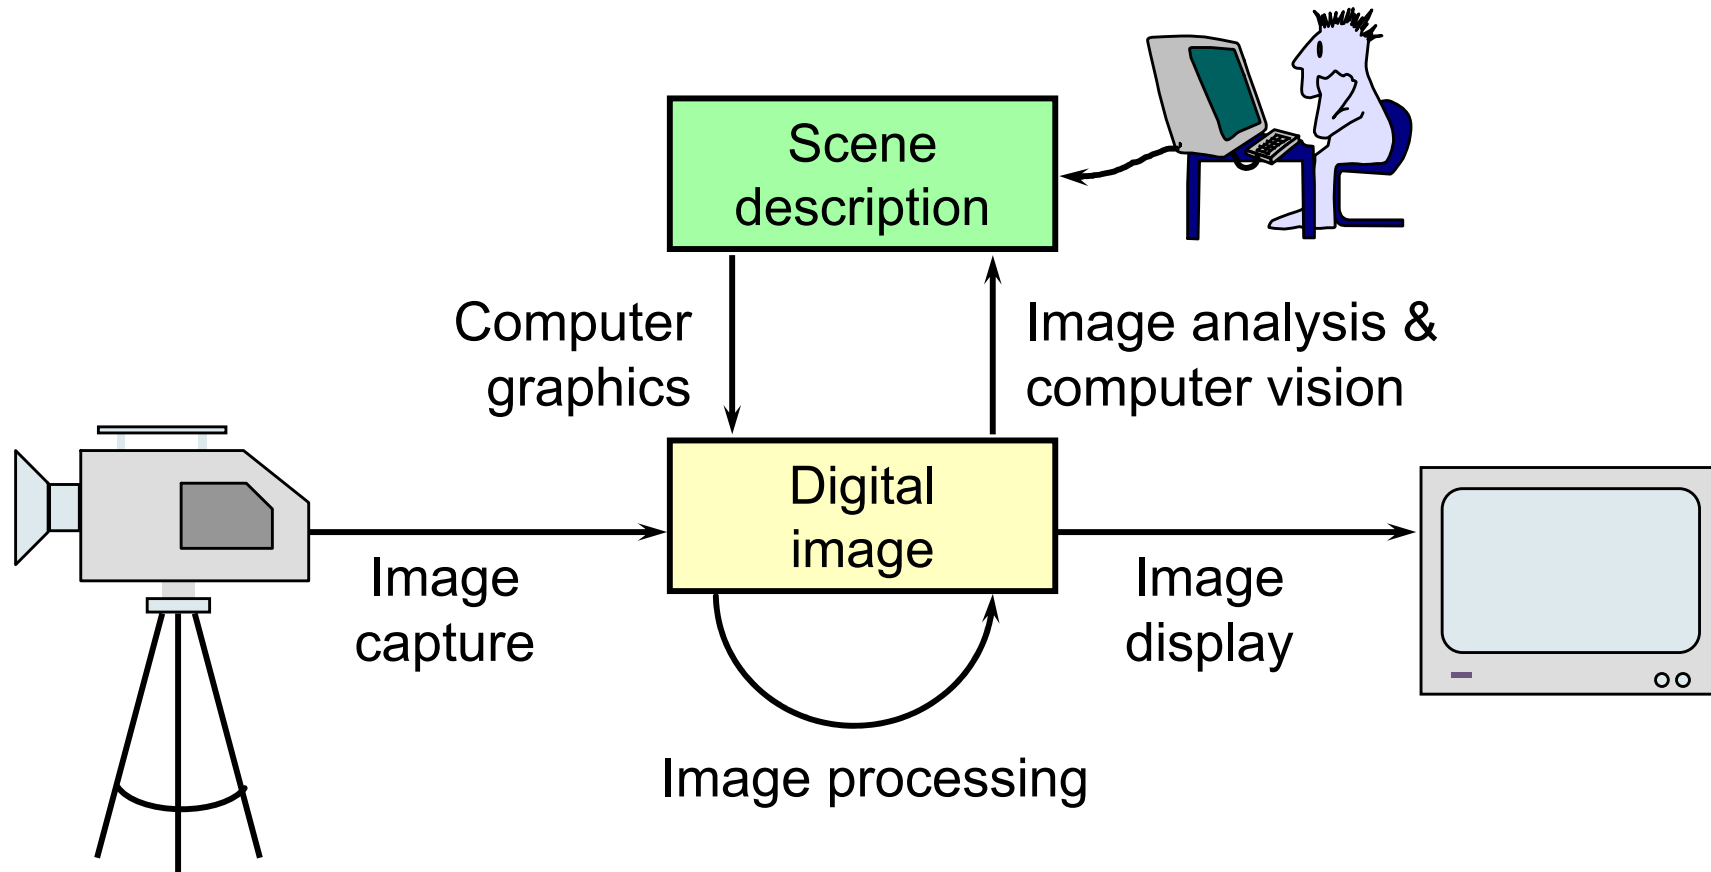 Scene
description
Computer
graphics
Image analysis &
computer vision
Digital
image
Image
capture
Image
display
Image processing